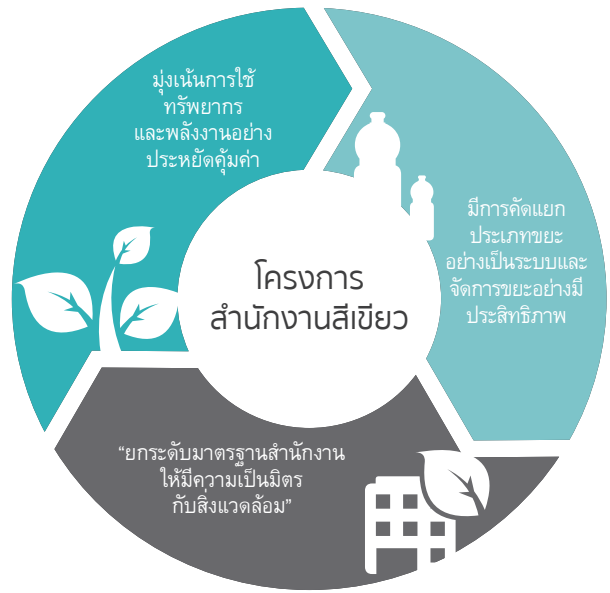 มุ่งเน้นการใช้
ทรัพยากร
และพลังงานอย่าง
ประหยัดคุ้มค่า
มีการคัดแยก
ประเภทขยะ
อย่างเป็นระบบและ
จัดการขยะอย่างมี
ประสิทธิภาพ
โครงการ
สำนักงานสีเขียว
“ยกระดับมาตรฐานสำนักงาน
ให้มีความเป็นมิตร
กับสิ่งแวดล้อม”